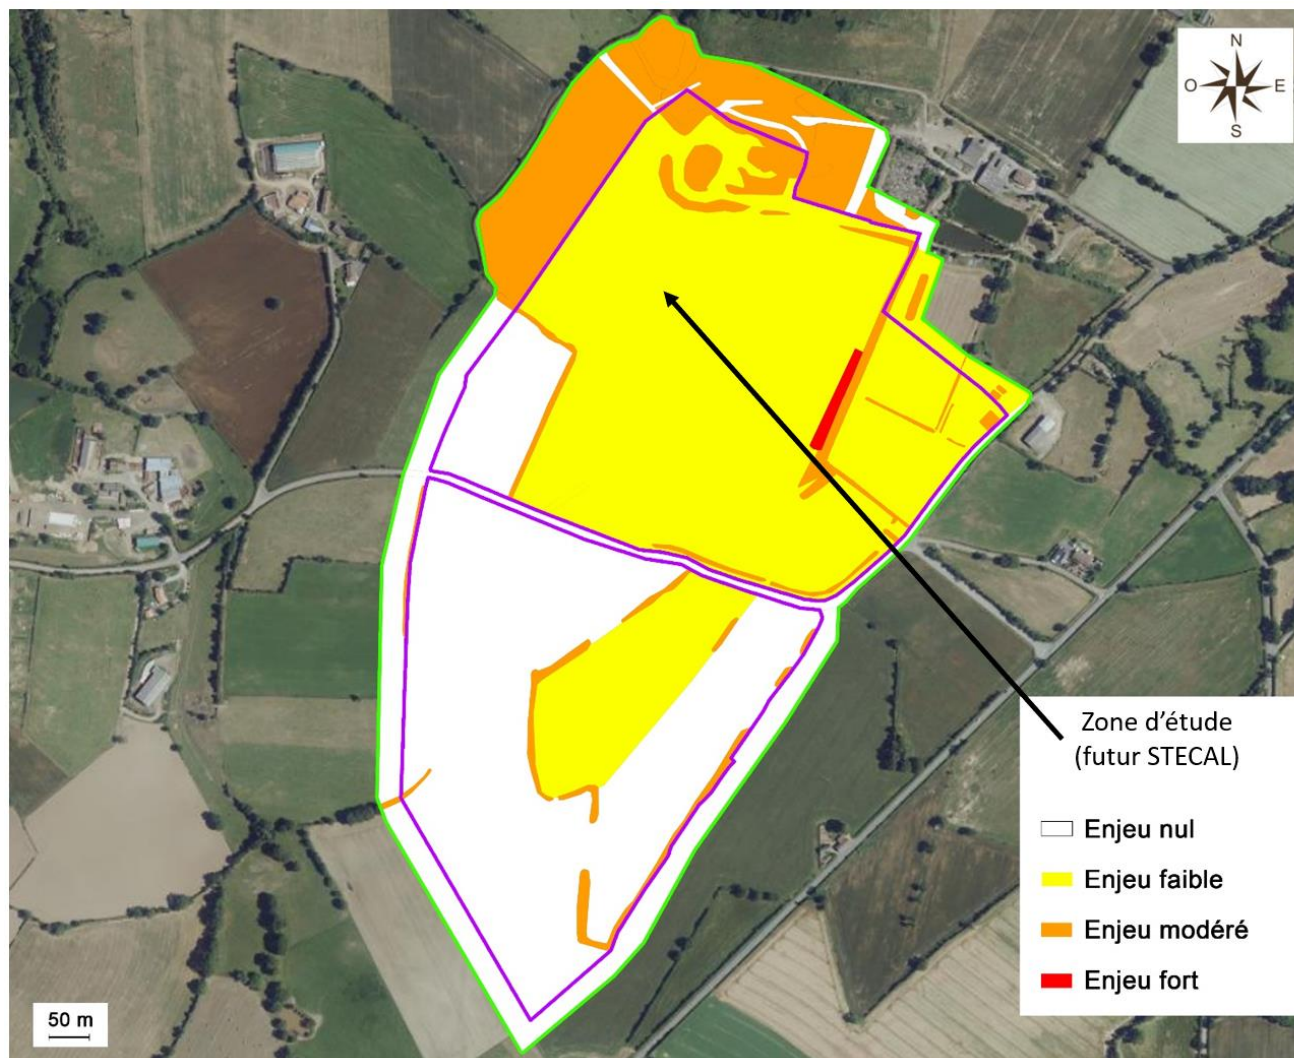 N
O E
S
Zone d’étude
(futur STECAL)
Enjeu nul
Enjeu faible
Enjeu modéré
Enjeu fort
50 m